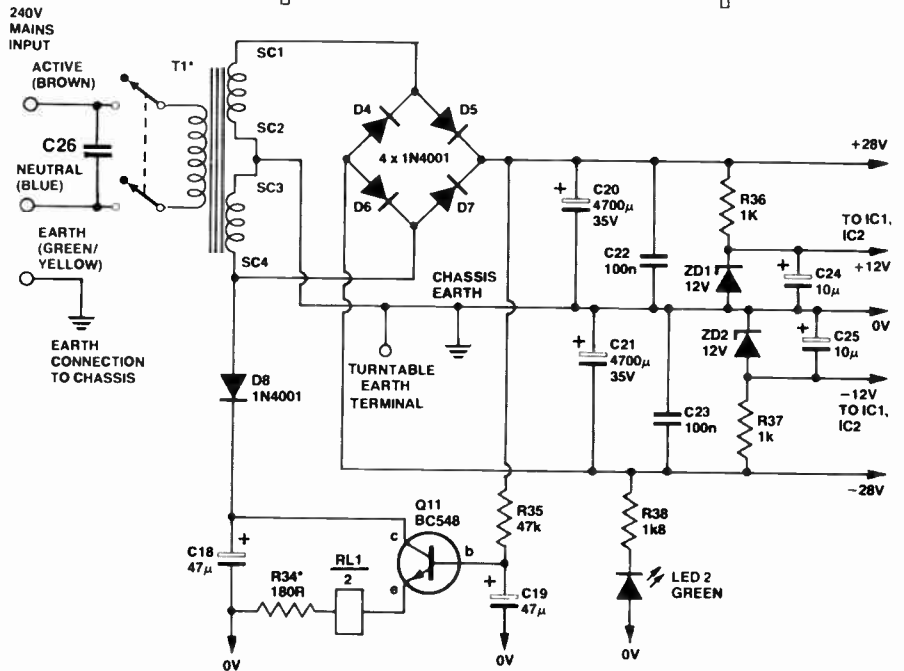 240V
MAINS
INPUT
ACTIVE
(BROWN)
C26
NEUTRAL
(BLUE)
EARTH
(GREEN/
YELLOW)
EARTH
CONNECTION
TO CHASSIS
T1*
SC1
SC2
SC3
SC4
D4
D5
4 x 1N4001
D6
D7
CHASSIS
EARTH
TURNTABLE
EARTH
TERMINAL
D8
1N4001
+
C20
4700µ
35V
C22
100n
R36
1K
+28V
TO IC1,
IC2
+12V
ZD1
12V
+
C24
10µ
0V
+
C21
4700µ
35V
ZD2
12V
+
C25
10µ
C23
100n
R37
1k
−12V
TO IC1,
IC2
−28V
C18
47µ
+
R34*
180R
RL1
2
Q11
BC548
c
b
e
R35
47k
+
C19
47µ
R38
1k8
LED 2
GREEN
0V
0V
0V